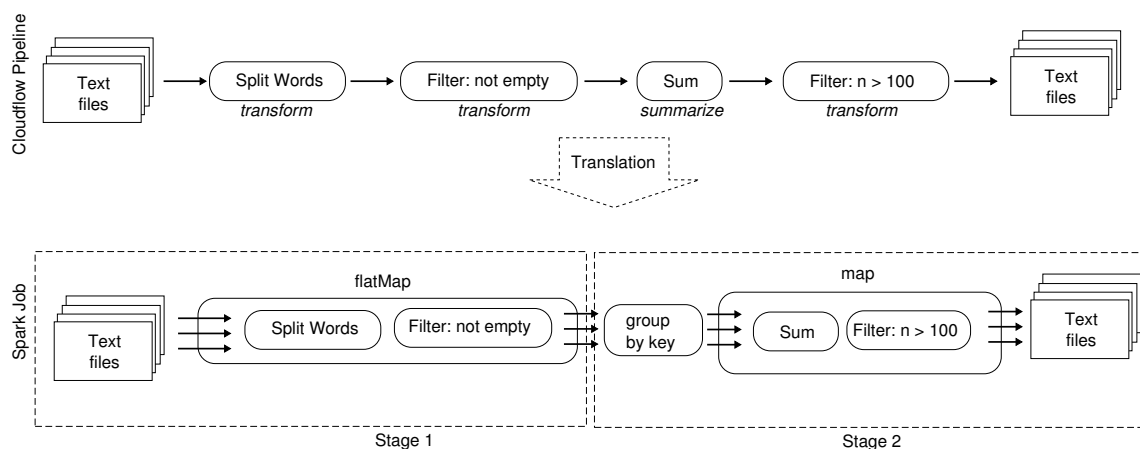 Cloudflow Pipeline
Text
files
Split Words
transform
Filter: not empty
transform
Sum
summarize
Filter: n > 100
transform
Text
files
Translation
Spark Job
flatMap
Text
files
Split Words
Filter: not empty
group
by key
map
Sum
Filter: n > 100
Text
files
Stage 1
Stage 2